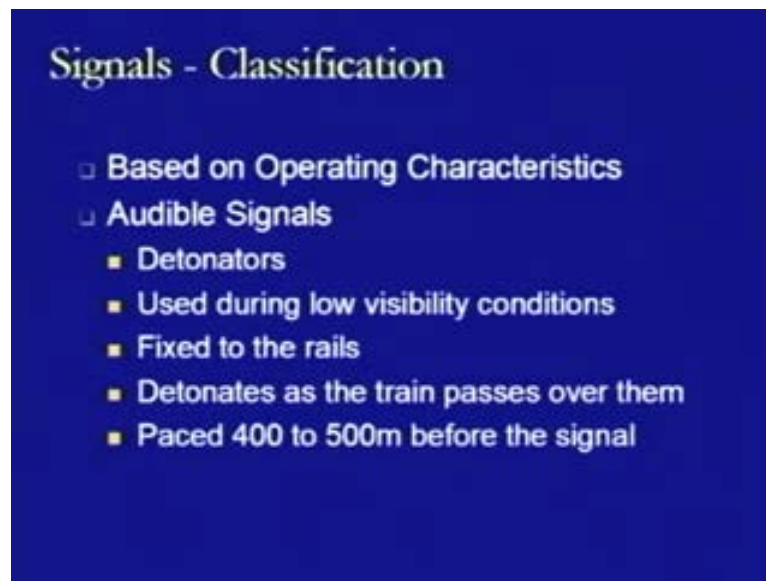 Signals - Classification
Based on Operating Characteristics
Audible Signals
Detonators
Used during low visibility conditions
Fixed to the rails
Detonates as the train passes over them
Paced 400 to 500m before the signal